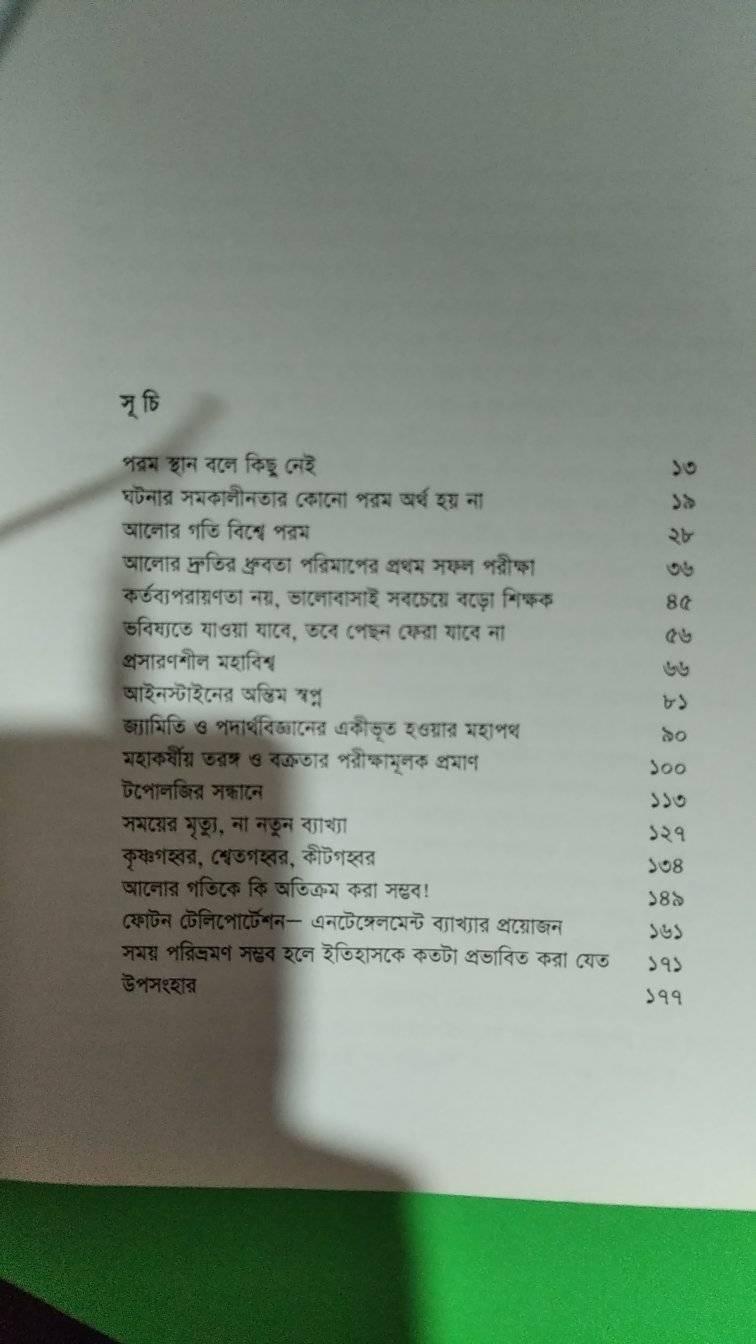 সূচি
পরম স্থান বলে কিছু নেই ১৩
ঘটনার সমকালীনতার কোনো পরম অর্থ হয় না ১৯
আলোর গতি বিশ্বে পরম ২৮
আলোর দ্রুতির ধ্রুবতা পরিমাপের প্রথম সফল পরীক্ষা ৩৬
কর্তব্যপরায়ণতা নয়, ভালোবাসাই সবচেয়ে বড়ো শিক্ষক ৪৫
ভবিষ্যতে যাওয়া যাবে, তবে পেছন ফেরা যাবে না ৫৬
প্রসারণশীল মহাবিশ্ব ৬৬
আইনস্টাইনের অন্তিম স্বপ্ন ৮১
জ্যামিতি ও পদার্থবিজ্ঞানের একীভূত হওয়ার মহাপথ ৯০
মহাকর্ষীয় তরঙ্গ ও বক্রতার পরীক্ষামূলক প্রমাণ ১০০
টপোলজির সন্ধানে ১১৩
সময়ের মৃত্যু, না নতুন ব্যাখ্যা ১২৭
কৃষ্ণগহ্বর, শ্বেতগহ্বর, কীটগহ্বর ১৩৪
আলোর গতিকে কি অতিক্রম করা সম্ভব! ১৪৯
ফোটন টেলিপোর্টেশন— এনটেঙ্গেলমেন্ট ব্যাখ্যার প্রয়োজন ১৬১
সময় পরিভ্রমণ সম্ভব হলে ইতিহাসকে কতটা প্রভাবিত করা যেত ১৭১
উপসংহার ১৭৭